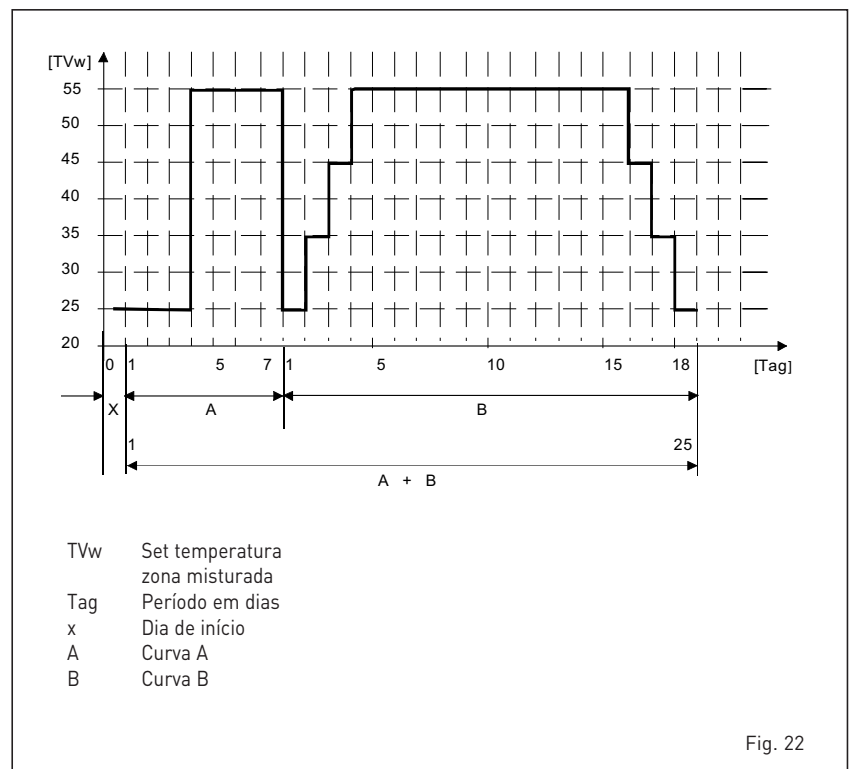 [TVw]
55
50
45
40
35
30
25
20
0 1 5 7 1 5 10 15 18 [Tag]
X A B
1 25
A + B
TVw Set temperatura
zona misturada
Tag Período em dias
x Dia de início
A Curva A
B Curva B
Fig. 22